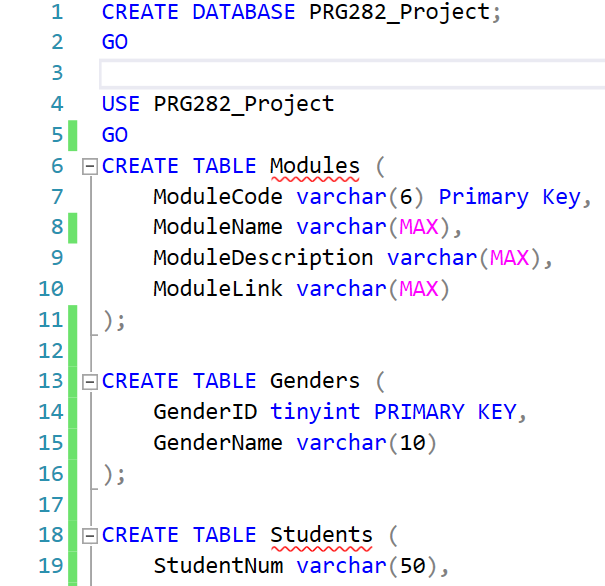 1 CREATE DATABASE PRG282_Project;
2 GO
3
4 USE PRG282_Project
5 GO
6 CREATE TABLE Modules (
7 ModuleCode varchar(6) Primary Key,
8 ModuleName varchar(MAX),
9 ModuleDescription varchar(MAX),
10 ModuleLink varchar(MAX)
11 );
12
13 CREATE TABLE Genders (
14 GenderID tinyint PRIMARY KEY,
15 GenderName varchar(10)
16 );
17
18 CREATE TABLE Students (
19 StudentNum varchar(50),